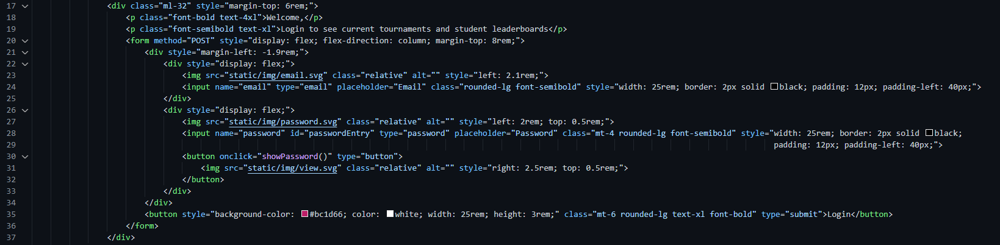 17 <div class="ml-32" style="margin-top: 6rem;">
18 <p class="font-bold text-4xl">Welcome,</p>
19 <p class="font-semibold text-xl">Login to see current tournaments and student leaderboards</p>
20 <form method="POST" style="display: flex; flex-direction: column; margin-top: 8rem;">
21 <div style="margin-left: -1.9rem;">
22 <div style="display: flex;">
23 <img src="static/img/email.svg" class="relative" alt="" style="left: 2.1rem;">
24 <input name="email" type="email" placeholder="Email" class="rounded-lg font-semibold" style="width: 25rem; border: 2px solid black; padding: 12px; padding-left: 40px;">
25 </div>
26 <div style="display: flex;">
27 <img src="static/img/password.svg" class="relative" alt="" style="left: 2rem; top: 0.5rem;">
28 <input name="password" id="passwordEntry" type="password" placeholder="Password" class="mt-4 rounded-lg font-semibold" style="width: 25rem; border: 2px solid black;
29 padding: 12px; padding-left: 40px;">
30 <button onclick="showPassword()" type="button">
31 <img src="static/img/view.svg" class="relative" alt="" style="right: 2.5rem; top: 0.5rem;">
32 </button>
33 </div>
34 </div>
35 <button style="background-color: #bc1d66; color: white; width: 25rem; height: 3rem;" class="mt-6 rounded-lg text-xl font-bold" type="submit">Login</button>
36 </form>
37 </div>